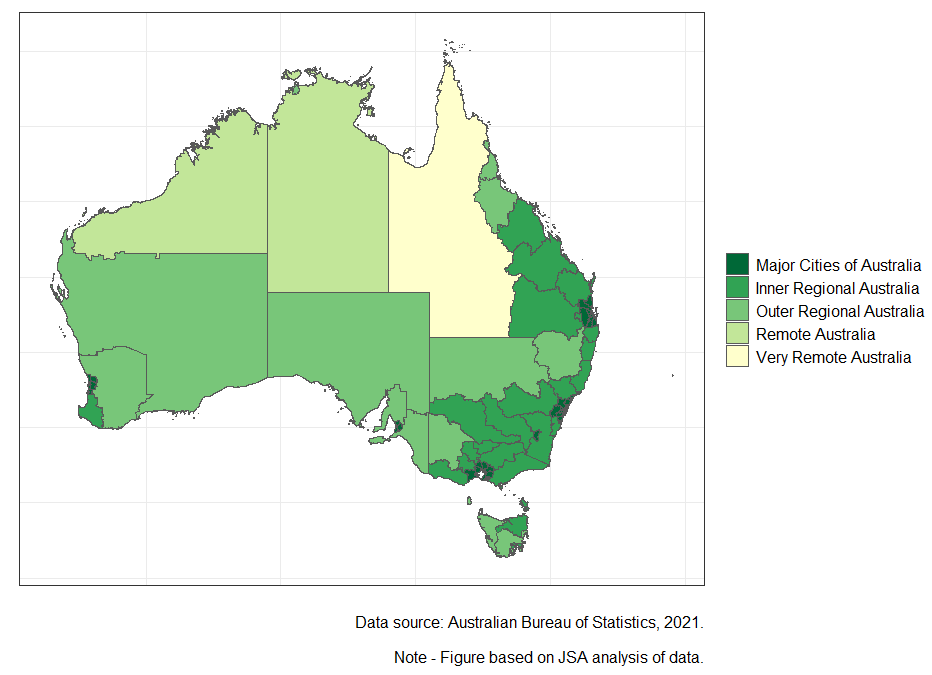 Major Cities of Australia
Inner Regional Australia
Outer Regional Australia
Remote Australia
Very Remote Australia
Data source: Australian Bureau of Statistics, 2021.
Note - Figure based on JSA analysis of data.